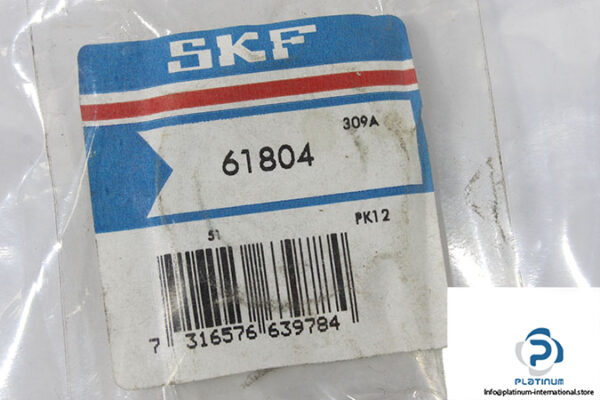 SKF
309A
61804
PK12
51
7 316576 639784
PLATINUM
Info@platinum-international.store